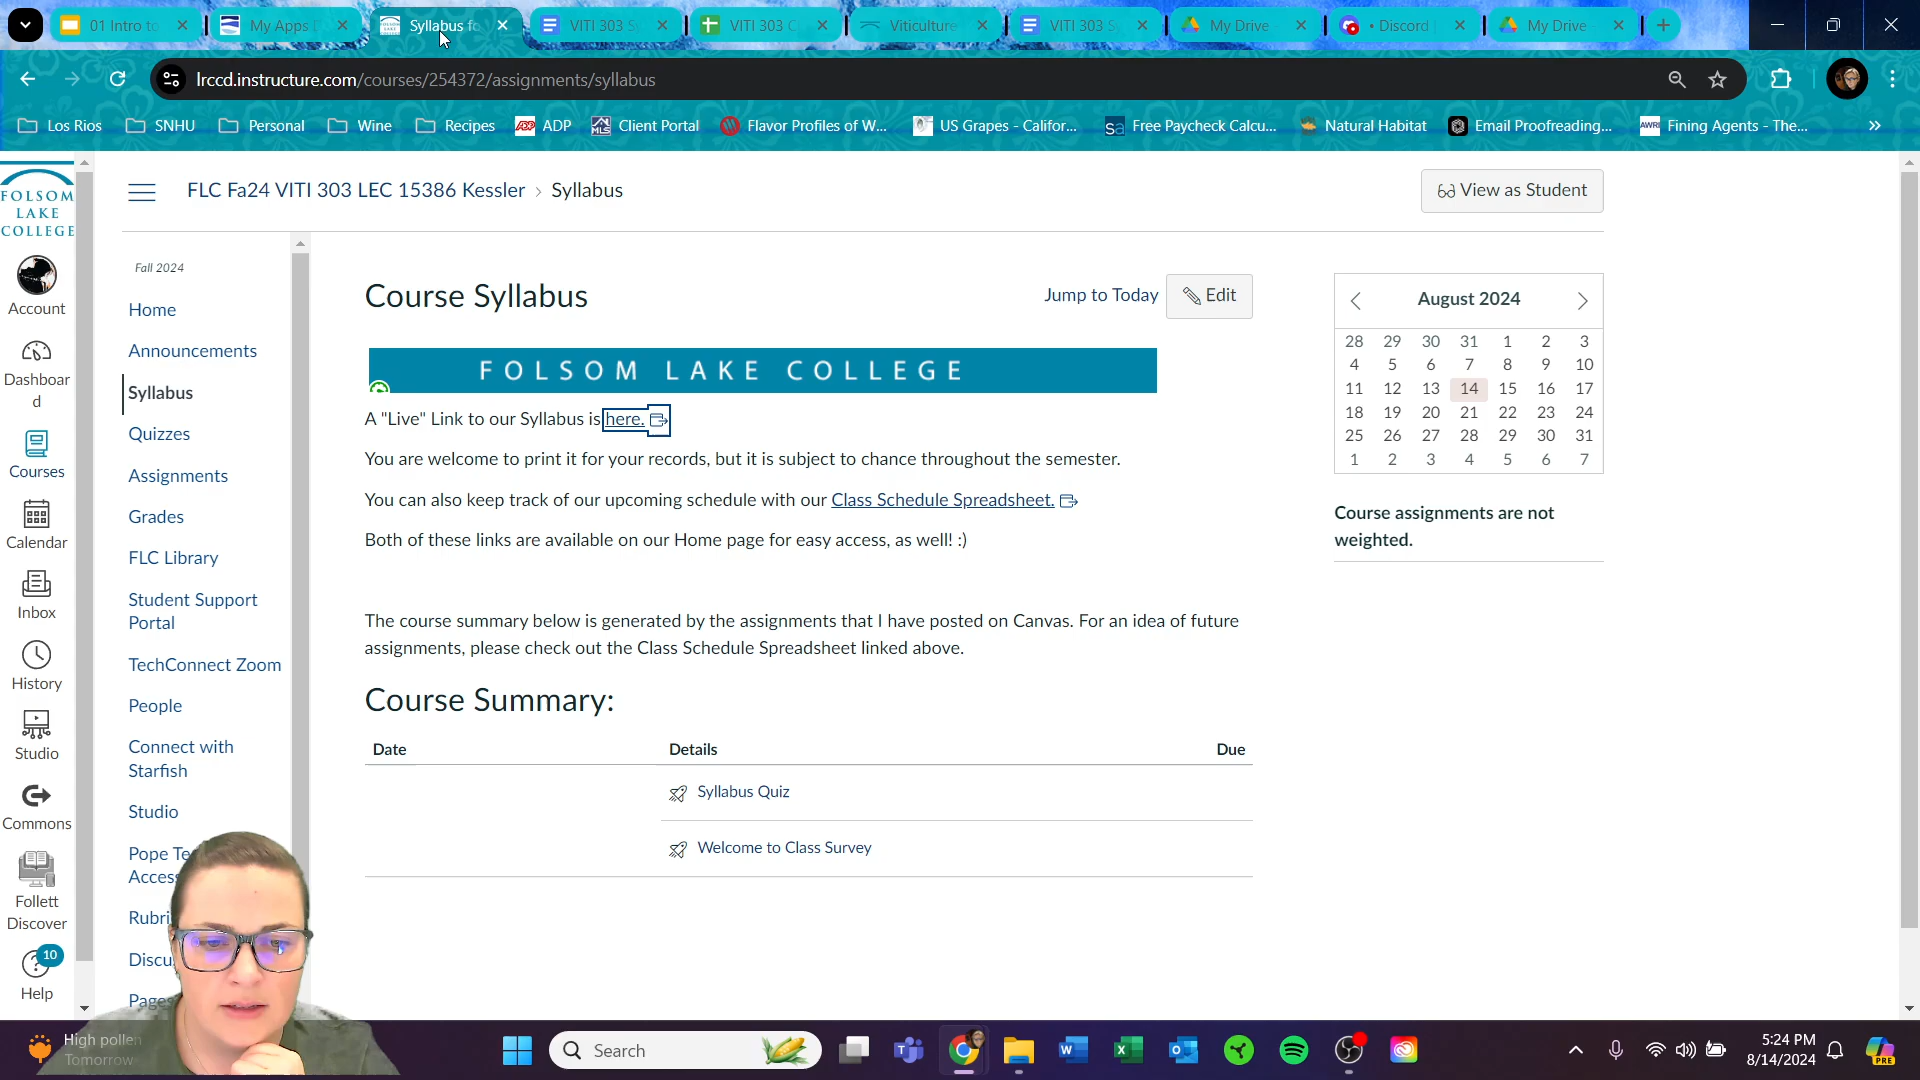 01 Intro to
My Apps D
Syllabus fo
VITI 303 S
VITI 303 C
Viticulture
VITI 303 S
My Drive
• Discord
My Drive -
lrccd.instructure.com/courses/254372/assignments/syllabus
Los Rios
SNHU
Personal
Wine
Recipes
ADP ADP
MLS Client Portal
Flavor Profiles of W...
US Grapes - Califor...
sa Free Paycheck Calcu...
Natural Habitat
Email Proofreading...
AWRI Fining Agents - The...
»
FOLSOM
LAKE
COLLEGE
Account
Dashboar
d
Courses
Calendar
Inbox
History
Studio
Commons
Follett
Discover
10
Help
FLC Fa24 VITI 303 LEC 15386 Kessler › Syllabus
View as Student
Fall 2024
Home
Announcements
Syllabus
Quizzes
Assignments
Grades
FLC Library
Student Support
Portal
TechConnect Zoom
People
Connect with
Starfish
Studio
Pope Te
Access
Rubri
Discu
Page
Course Syllabus
Jump to Today
Edit
FOLSOM LAKE COLLEGE
A "Live" Link to our Syllabus is here.
You are welcome to print it for your records, but it is subject to chance throughout the semester.
You can also keep track of our upcoming schedule with our Class Schedule Spreadsheet.
Both of these links are available on our Home page for easy access, as well! :)
The course summary below is generated by the assignments that I have posted on Canvas. For an idea of future
assignments, please check out the Class Schedule Spreadsheet linked above.
Course Summary:
Date Details Due
Syllabus Quiz
Welcome to Class Survey
August 2024
28 29 30 31 1 2 3
4 5 6 7 8 9 10
11 12 13 14 15 16 17
18 19 20 21 22 23 24
25 26 27 28 29 30 31
1 2 3 4 5 6 7
Course assignments are not
weighted.
High pollen
Tomorrow
Search
5:24 PM
8/14/2024
PRE